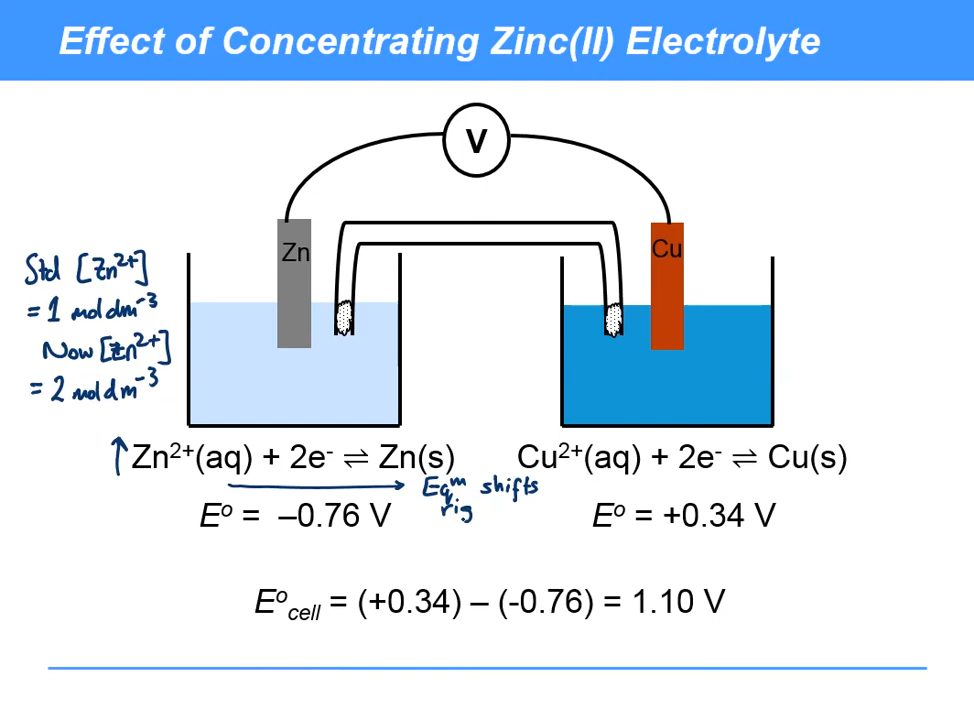 Effect of Concentrating Zinc(II) Electrolyte
V
Zn
Cu
Std [Zn²⁺]
= 1 mol dm⁻³
Now [Zn²⁺]
= 2 mol dm⁻³
↑ Zn²⁺(aq) + 2e⁻ ⇌ Zn(s)
Cu²⁺(aq) + 2e⁻ ⇌ Cu(s)
Eqᵐ shifts
rig
Eᵒ = –0.76 V
Eᵒ = +0.34 V
Eᵒcell = (+0.34) – (-0.76) = 1.10 V